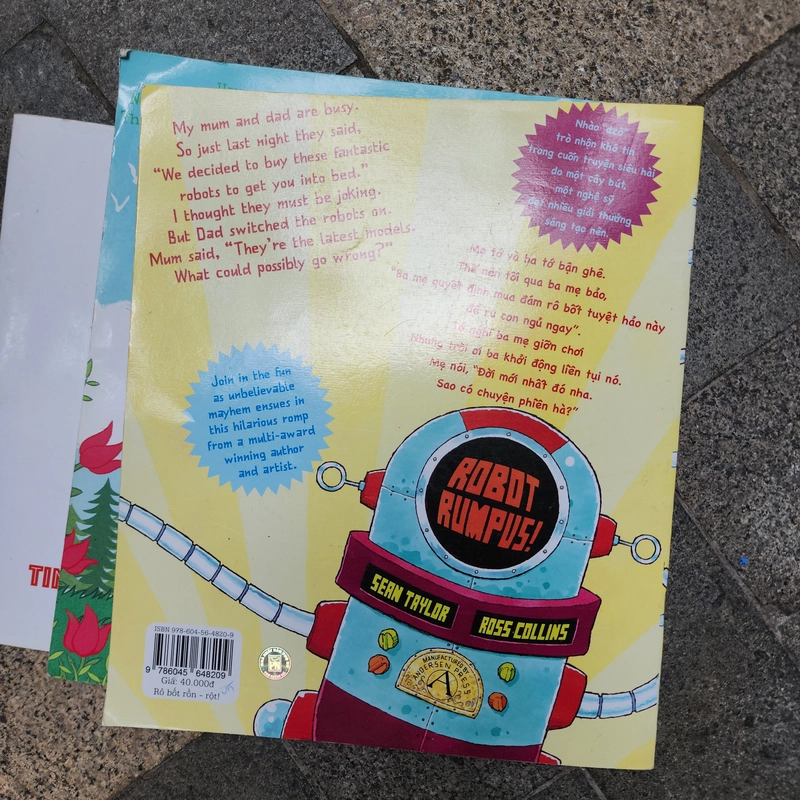 My mum and dad are busy.
So just last night they said,
"We decided to buy these fantastic
robots to get you into bed."
I thought they must be joking.
But Dad switched the robots on.
Mum said, "They're the latest models.
What could possibly go wrong?"
Nhào "dzô"
trò nhộn khó tin
trong cuốn truyện siêu hài
do một cây bút,
một nghệ sỹ
đạt nhiều giải thưởng
sáng tạo nên.
Mẹ tớ và ba tớ bận ghê.
Thế nên tối qua ba mẹ bảo,
"Ba mẹ quyết định mua đám rô bốt tuyệt hảo này
để ru con ngủ ngay".
Tớ nghĩ ba mẹ giỡn chơi
Nhưng trời ơi ba khởi động liền tụi nó.
Mẹ nói, "Đời mới nhất đó nha.
Sao có chuyện phiền hà?"
Join in the fun
as unbelievable
mayhem ensues in
this hilarious romp
from a multi-award
winning author
and artist.
ROBOT
RUMPUS!
SEAN TAYLOR
ROSS COLLINS
MANUFACTURED BY
ANDERSEN PRESS
A
ISBN 978-604-56-4820-9
9 786045 648209
Giá: 40.000đ
Rô bốt rồn - rột!